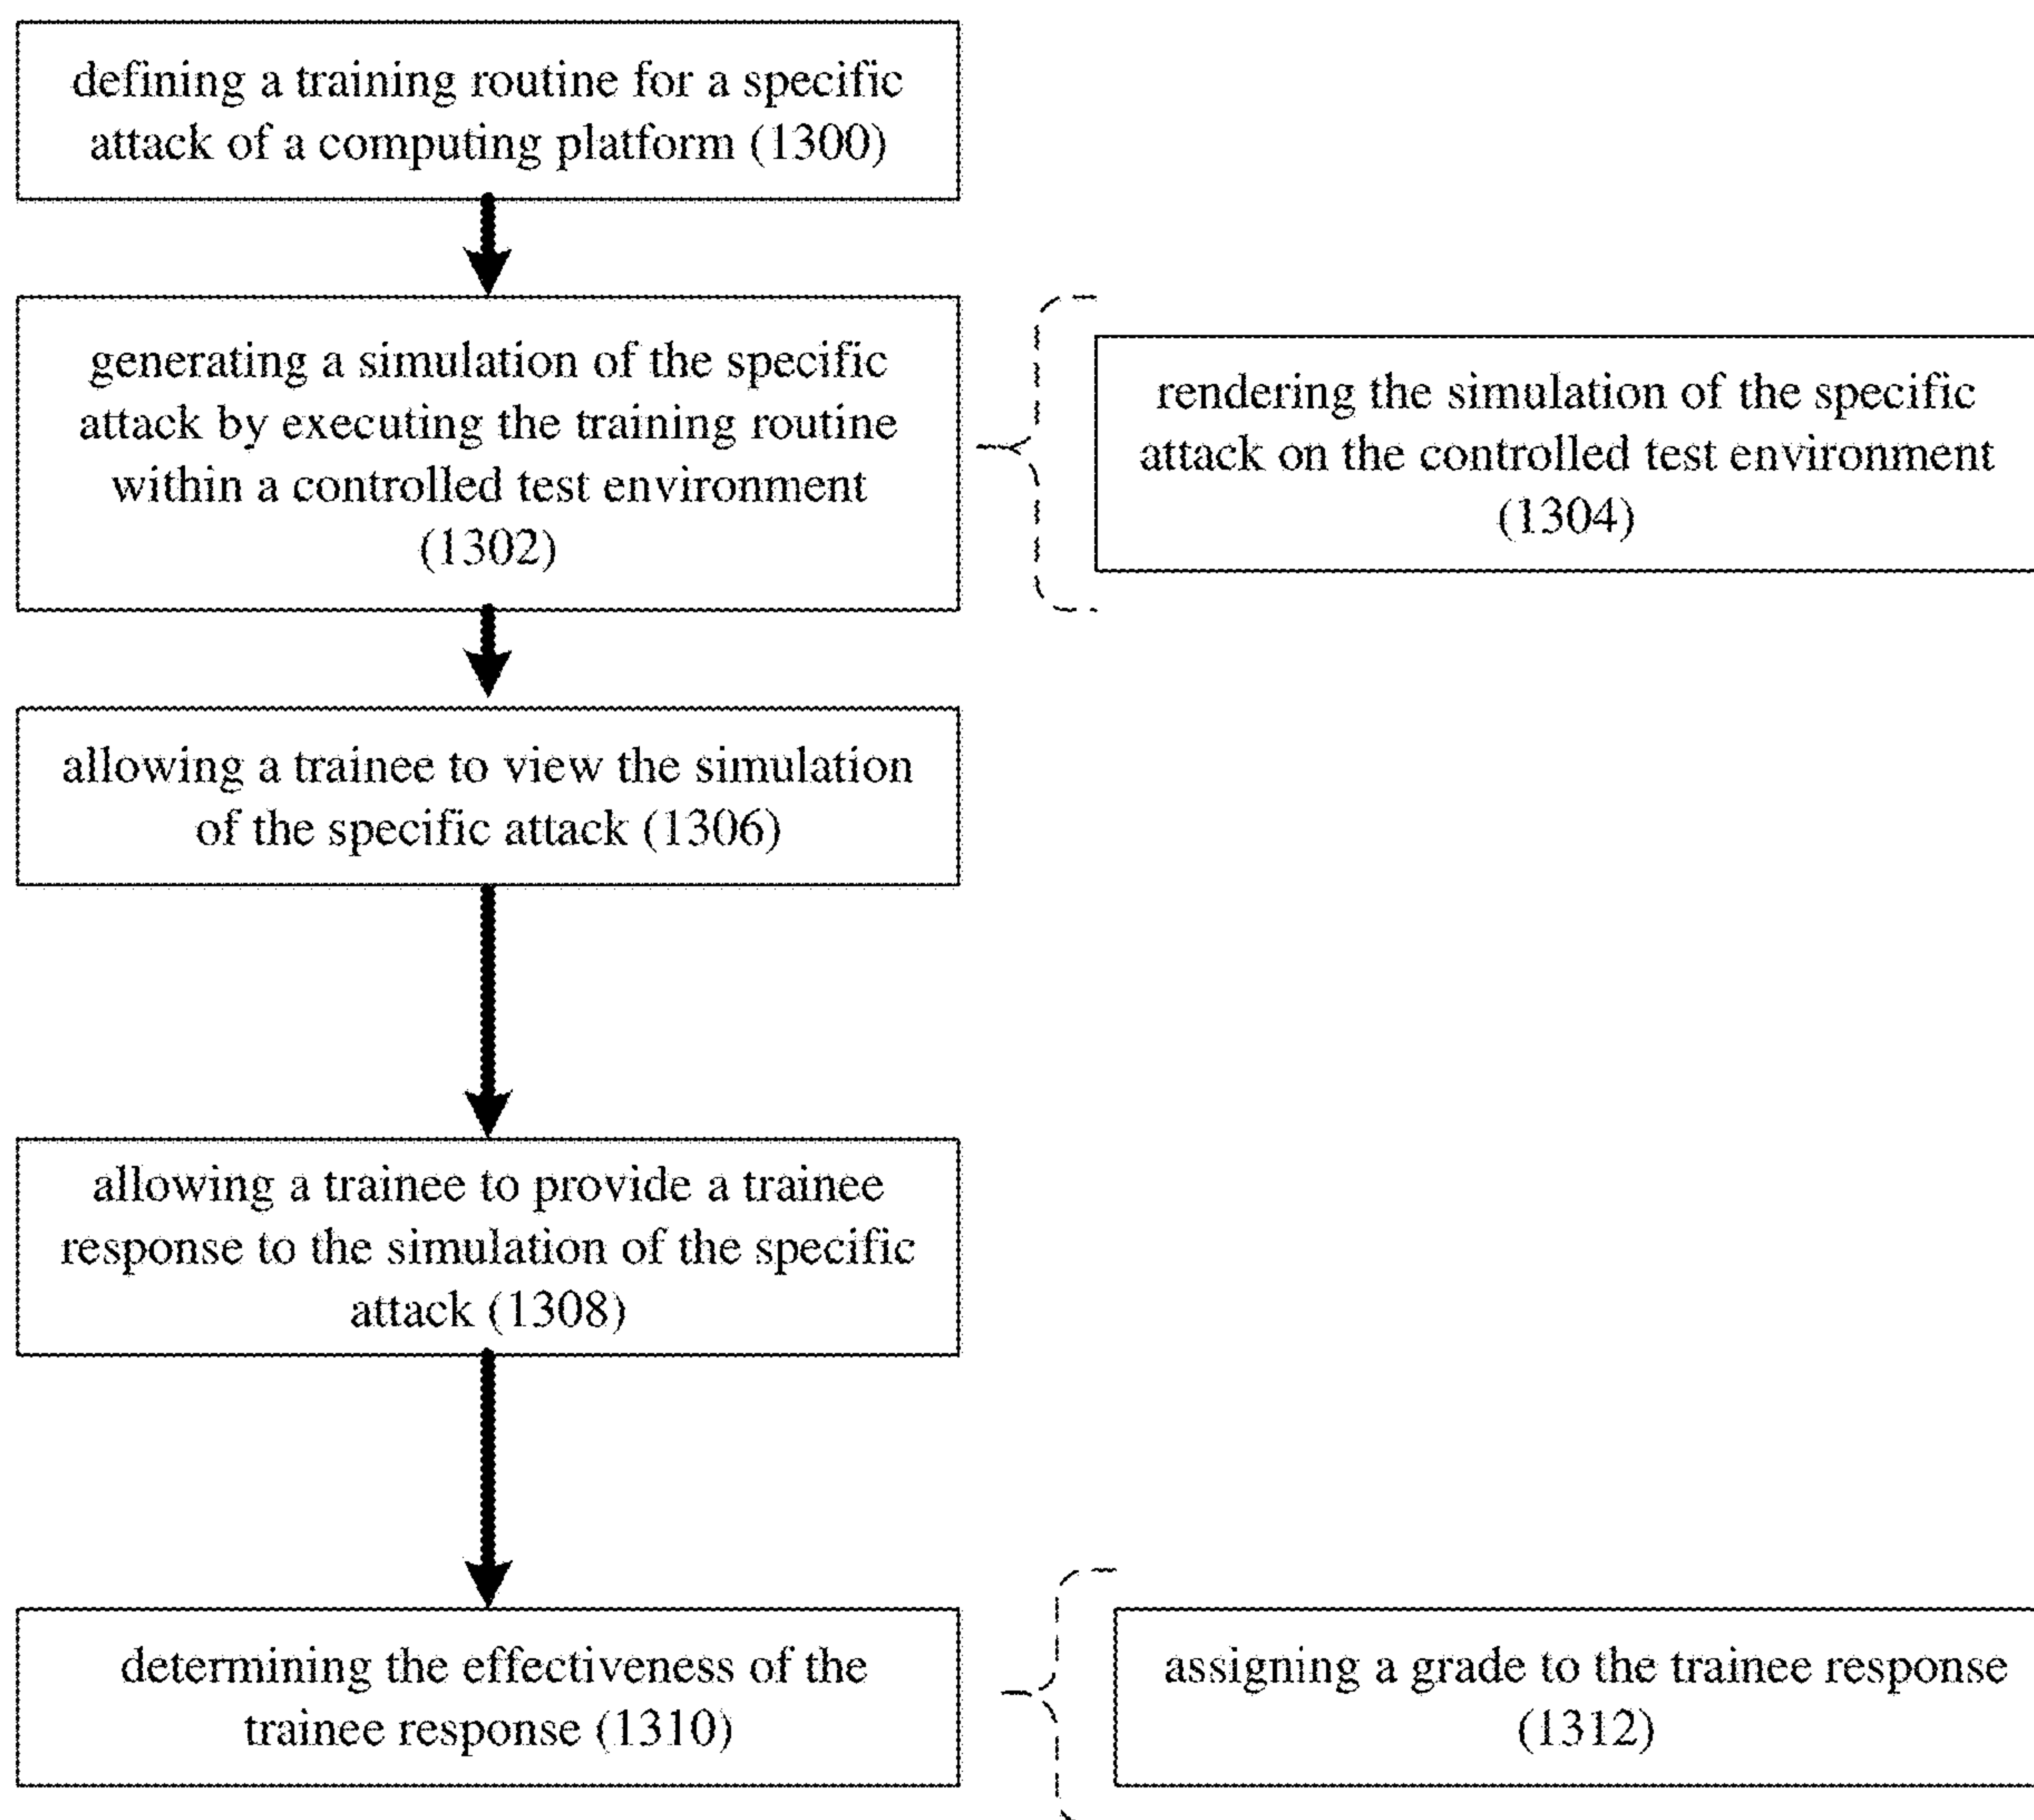 defining a training routine for a specific
attack of a computing platform (1300)
generating a simulation of the specific
attack by executing the training routine
within a controlled test environment
(1302)
rendering the simulation of the specific
attack on the controlled test environment
(1304)
allowing a trainee to view the simulation
of the specific attack (1306)
allowing a trainee to provide a trainee
response to the simulation of the specific
attack (1308)
determining the effectiveness of the
trainee response (1310)
assigning a grade to the trainee response
(1312)